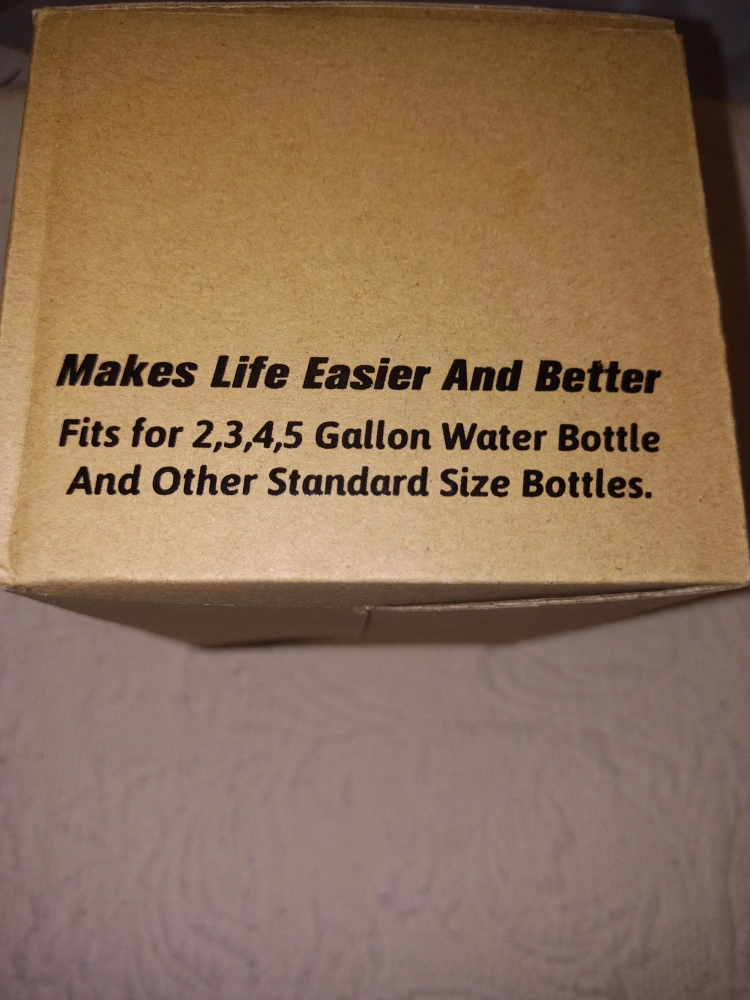 Makes Life Easier And Better
Fits for 2,3,4,5 Gallon Water Bottle
And Other Standard Size Bottles.